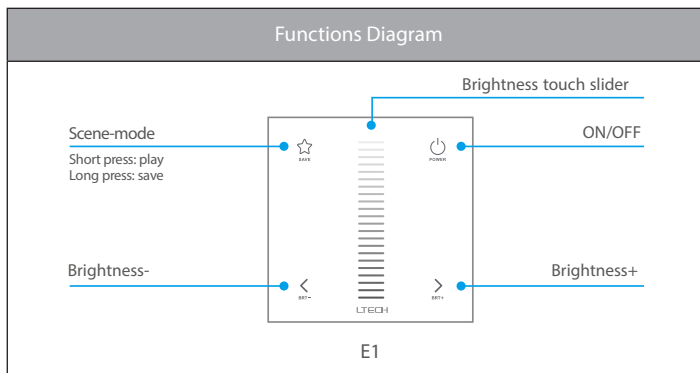 Functions Diagram
Brightness touch slider
Scene-mode
Short press: play
Long press: save
ON/OFF
SAVE
POWER
Brightness-
Brightness+
BRT−
BRT+
LTECH
E1